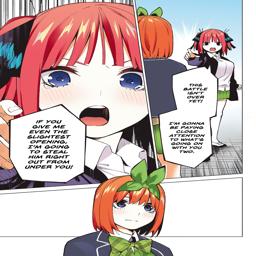 THIS
BATTLE
ISN'T
OVER
YET!
I'M GONNA
BE PAYING
CLOSE
ATTENTION
TO WHAT'S
GOING ON
WITH YOU
TWO.
IF YOU
GIVE ME
EVEN THE
SLIGHTEST
OPENING,
I'M GOING
TO STEAL
HIM RIGHT
OUT FROM
UNDER YOU!